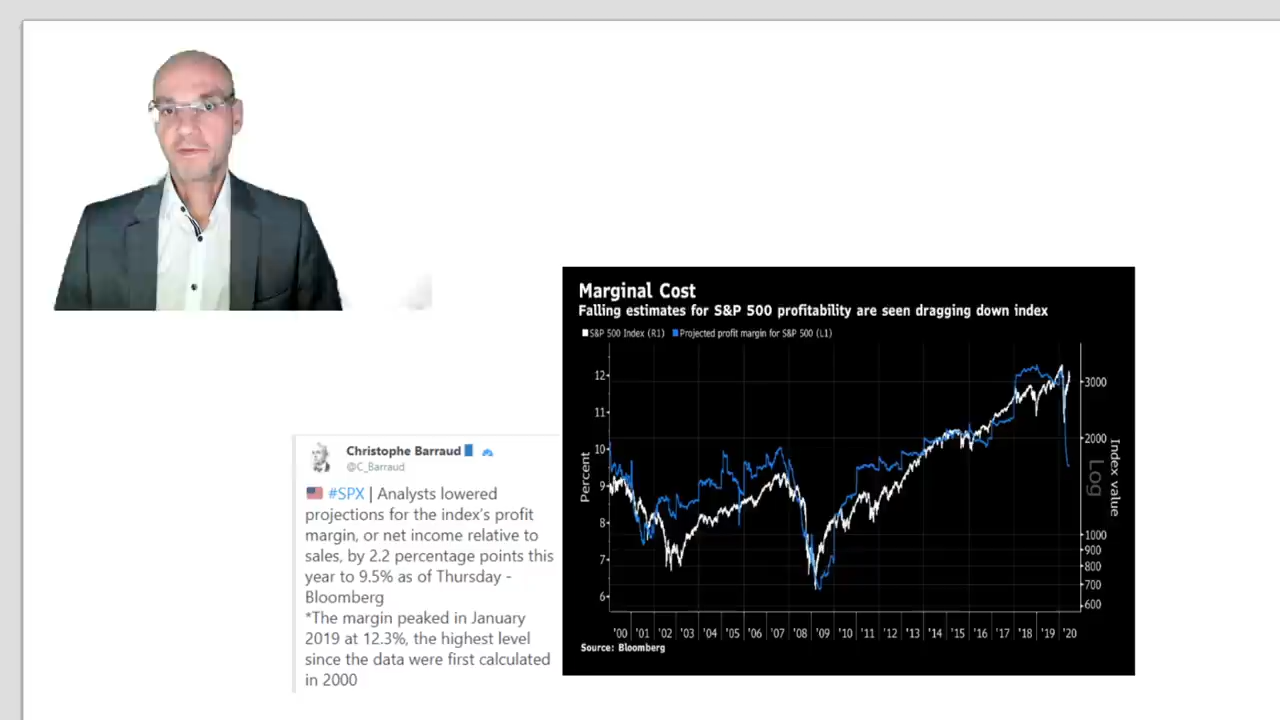 Marginal Cost
Falling estimates for S&P 500 profitability are seen dragging down index
S&P 500 Index (R1) Projected profit margin for S&P 500 (L1)
12
11
10
9
8
7
6
Percent
3000
2000
1000
900
800
700
600
Index value
Log
'00 '01 '02 '03 '04 '05 '06 '07 '08 '09 '10 '11 '12 '13 '14 '15 '16 '17 '18 '19 '20
Source: Bloomberg
Christophe Barraud
@C_Barraud
#SPX | Analysts lowered
projections for the index's profit
margin, or net income relative to
sales, by 2.2 percentage points this
year to 9.5% as of Thursday -
Bloomberg
*The margin peaked in January
2019 at 12.3%, the highest level
since the data were first calculated
in 2000